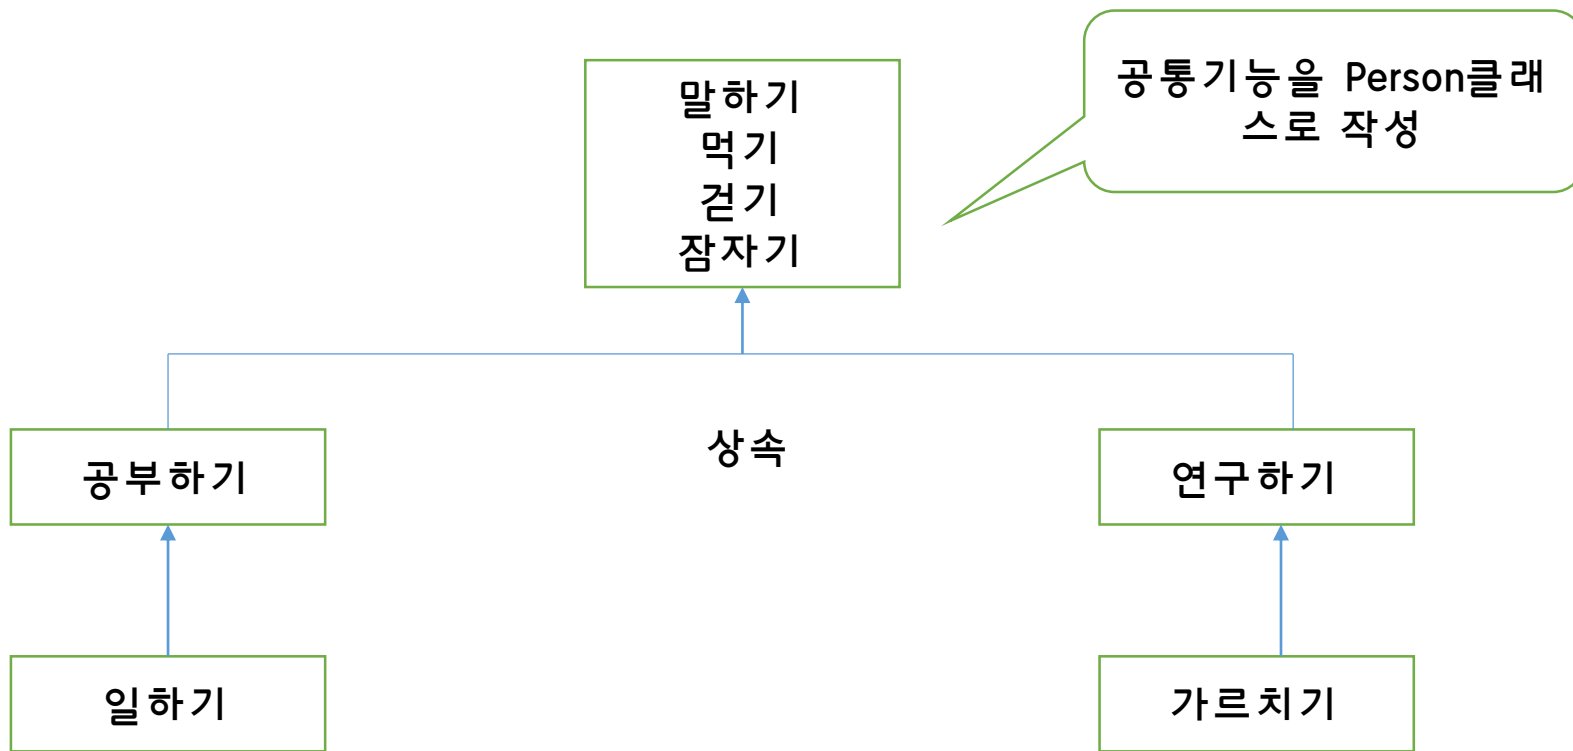 말하기
먹기
걷기
잠자기
공통기능을 Person클래
스로 작성
상속
공부하기
연구하기
일하기
가르치기